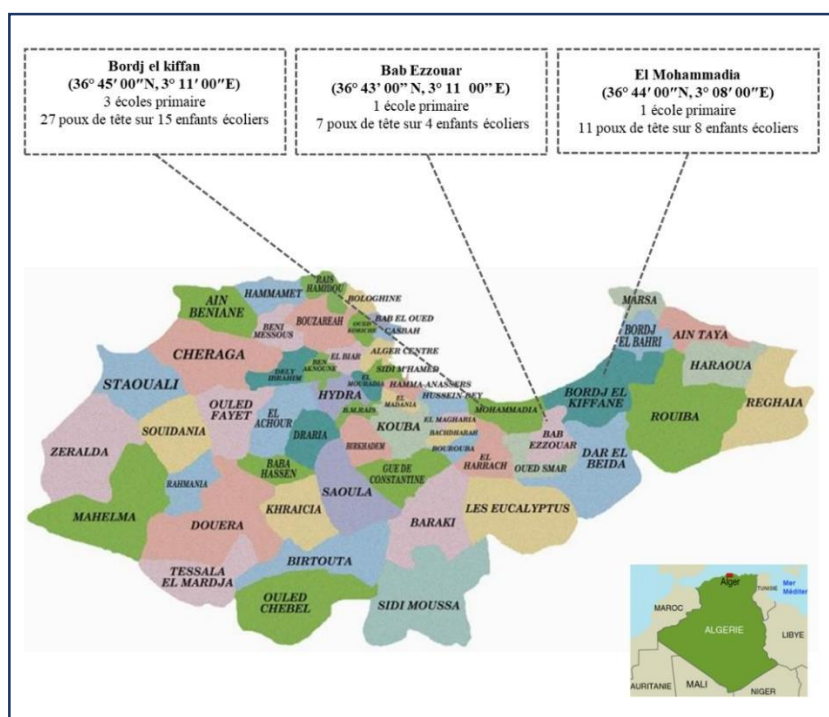 Bordj el kiffan
(36° 45′ 00″N, 3° 11′ 00″E)
3 écoles primaire
27 poux de tête sur 15 enfants écoliers
Bab Ezzouar
(36° 43’ 00” N, 3° 11 00” E)
1 école primaire
7 poux de tête sur 4 enfants écoliers
El Mohammadia
(36° 44′ 00″N, 3° 08′ 00″E)
1 école primaire
11 poux de tête sur 8 enfants écoliers
RAIS
HAMIDOU
HAMMAMET
BOLOGHINE
AIN
BENIANE
BOUZAREAH
BAB EL OUED
OUED
CASBAH
BENI
MESSOUS
ALGER CENTRE
CHERAGA
EL BIAR
BEN
AKNOUNE
SIDI M'HAMED
DELY
IBRAHIM
EL
MOURADIA
HAMMA-ANASSERS
STAOUALI
OULED
FAYET
HYDRA
EL
MADANIA
HUSSEIN-DEY
MOHAMMADIA
EL
ACHOUR
B.M.RAIS
KOUBA
EL MAGHARIA
BACHDJARAH
BOUROUBA
SOUIDANIA
DRARIA
BIRKHADEM
ZERALDA
BABA
HASSEN
GUE DE
CONSTANTINE
EL
HARRACH
OUED SMAR
BAB
EZZOUAR
DAR EL
BEIDA
RAHMANIA
SAOULA
MAHELMA
DOUERA
KHRAICIA
BARAKI
LES EUCALYPTUS
TESSALA
EL MARDJA
BIRTOUTA
OULED
CHEBEL
SIDI MOUSSA
MARSA
BORDJ
EL BAHRI
AIN TAYA
HARAOUA
BORDJ EL
KIFFANE
ROUIBA
REGHAIA
Alger
TUNISIE
Mer
Méditer
MAROC
ALGERIE
LIBYE
AURITANIE
MALI
NIGER